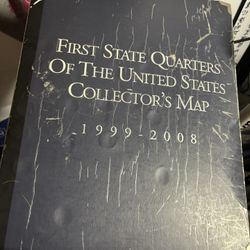 First State Quarters
Of The United States
Collector's Map
1999-2008